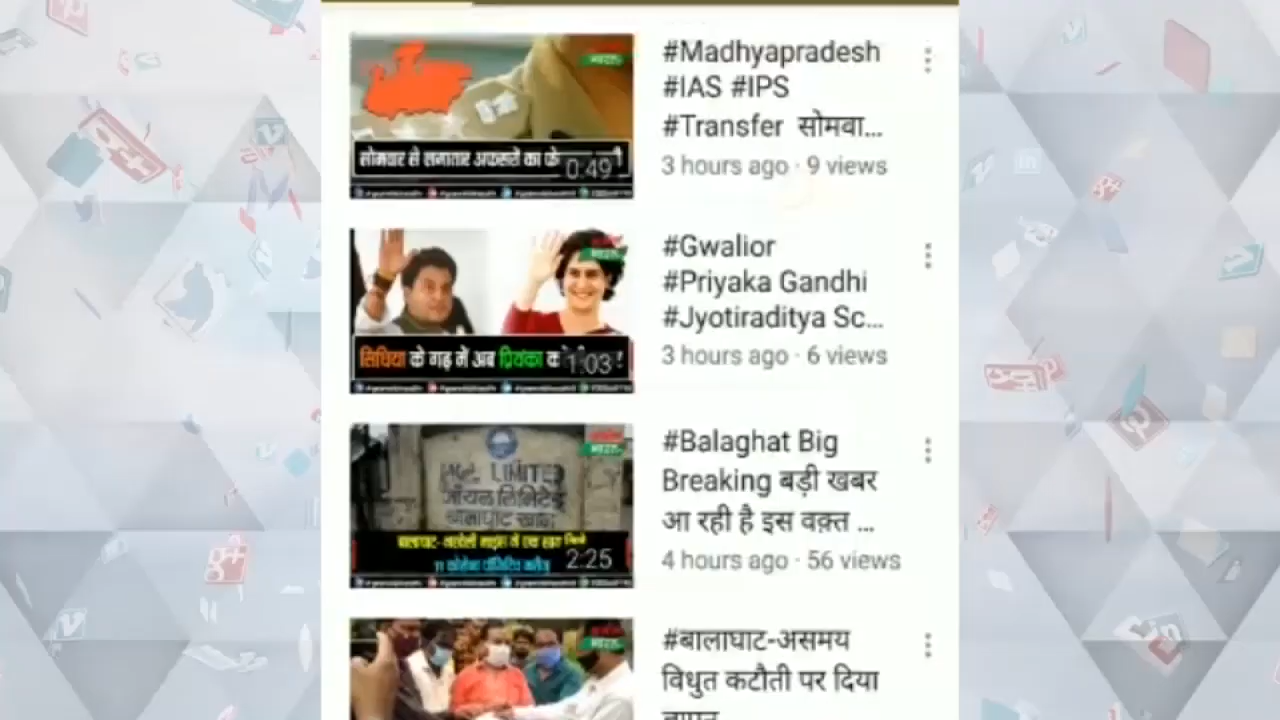 #Madhyapradesh
#IAS #IPS
#Transfer सोमवा...
3 hours ago · 9 views
सोमवार से लगातार अफसरों का फे
0:49
#Gwalior
#Priyaka Gandhi
#Jyotiraditya Sc...
3 hours ago · 6 views
सिंधिया के गढ़ में अब प्रियंका क
1:03
#Balaghat Big
Breaking बड़ी खबर
आ रही है इस वक़्त ...
4 hours ago · 56 views
LIMITED
लिमिटेड
बालाघाट खान
11 कोरोना पॉजिटिव
2:25
#बालाघाट-असमय
विधुत कटौती पर दिया